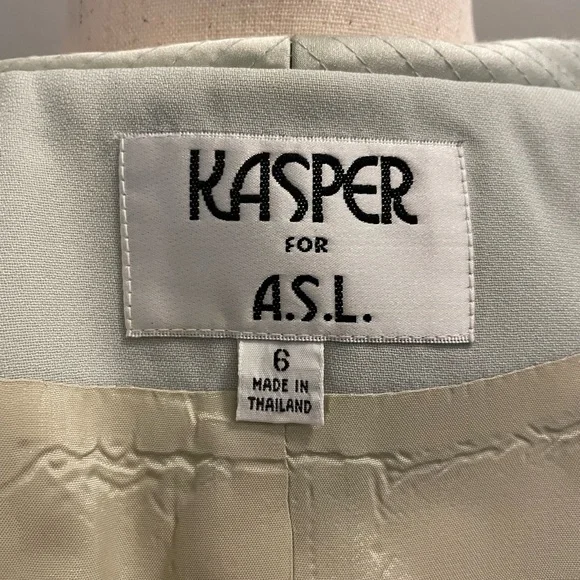 KASPER
FOR
A.S.L.
6
MADE IN
THAILAND